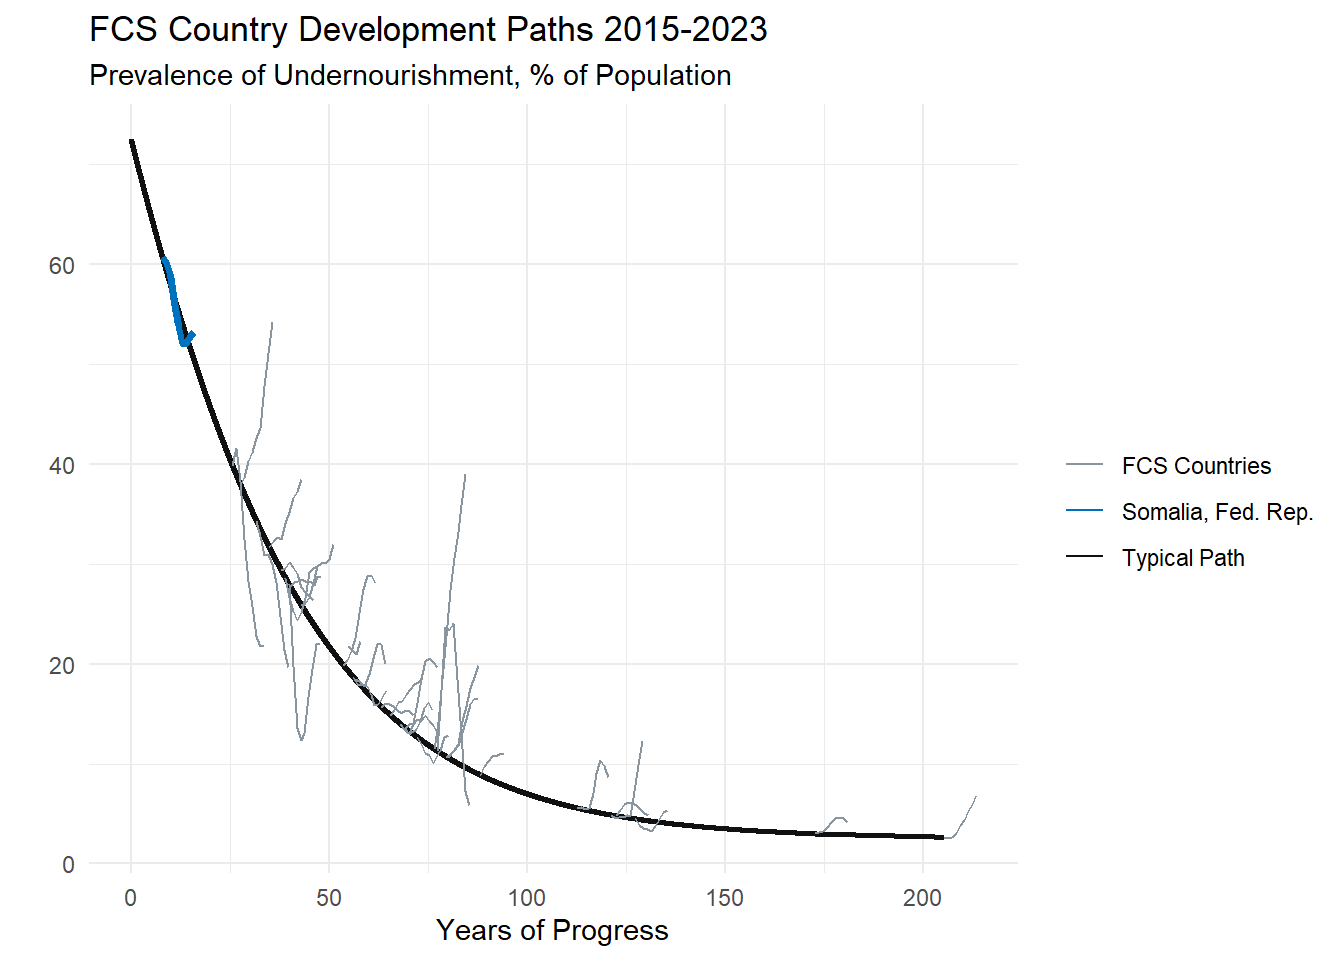 FCS Country Development Paths 2015-2023
Prevalence of Undernourishment, % of Population
60
40
20
0
0 50 100 150 200
Years of Progress
FCS Countries
Somalia, Fed. Rep.
Typical Path